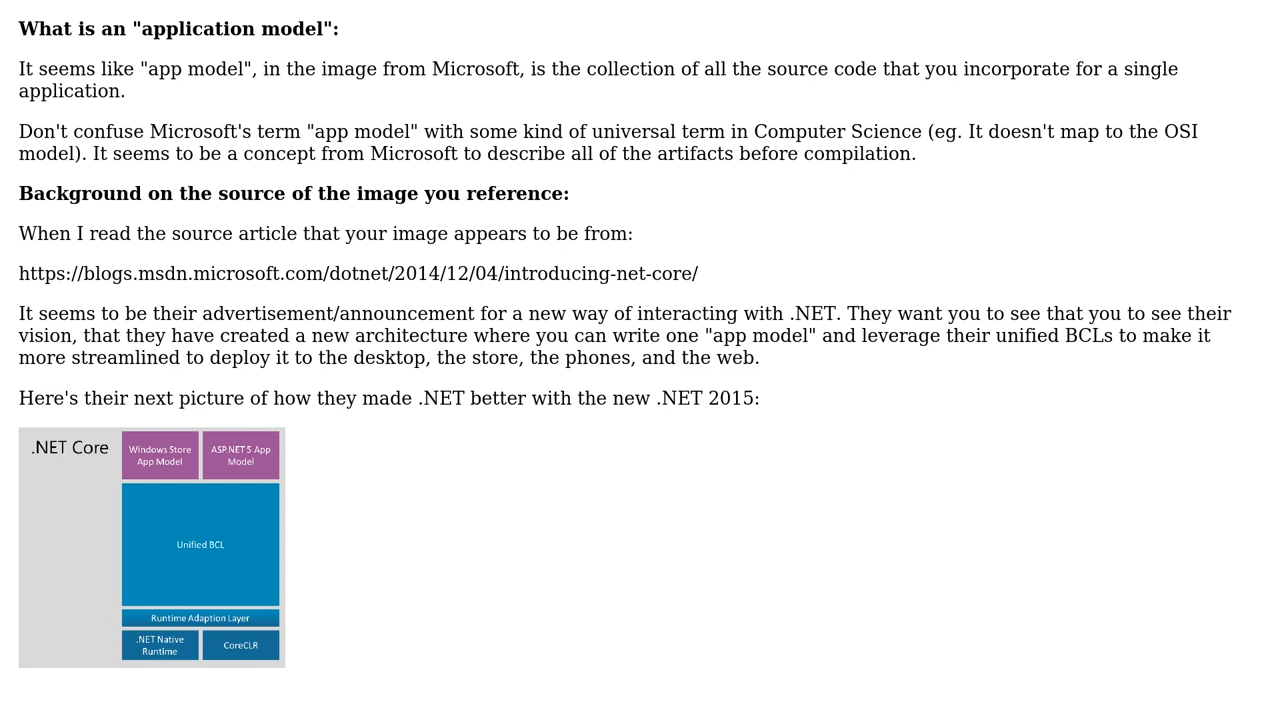 What is an "application model":
It seems like "app model", in the image from Microsoft, is the collection of all the source code that you incorporate for a single
application.
Don't confuse Microsoft's term "app model" with some kind of universal term in Computer Science (eg. It doesn't map to the OSI
model). It seems to be a concept from Microsoft to describe all of the artifacts before compilation.
Background on the source of the image you reference:
When I read the source article that your image appears to be from:
https://blogs.msdn.microsoft.com/dotnet/2014/12/04/introducing-net-core/
It seems to be their advertisement/announcement for a new way of interacting with .NET. They want you to see that you to see their
vision, that they have created a new architecture where you can write one "app model" and leverage their unified BCLs to make it
more streamlined to deploy it to the desktop, the store, the phones, and the web.
Here's their next picture of how they made .NET better with the new .NET 2015:
.NET Core
Windows Store
App Model
ASP.NET 5 App
Model
Unified BCL
Runtime Adaption Layer
.NET Native
Runtime
CoreCLR